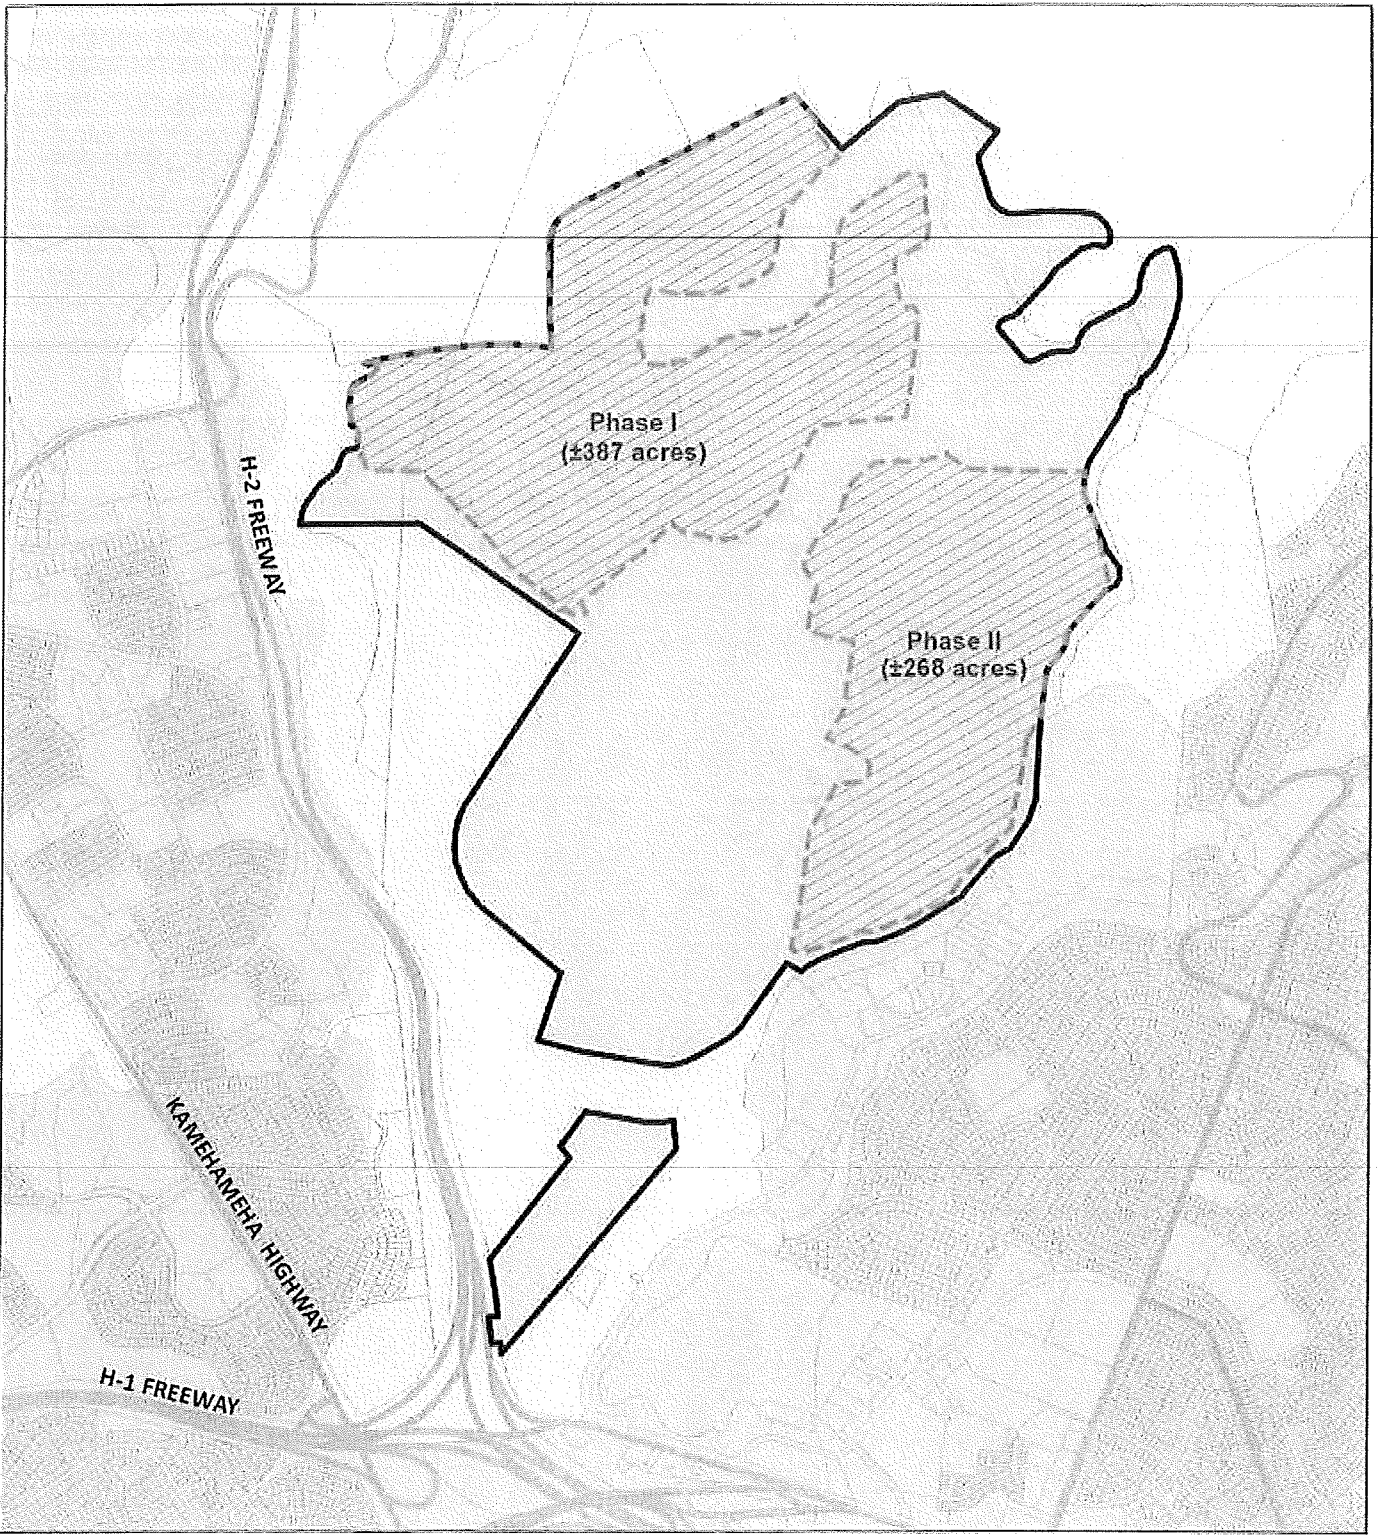 Phase I
(±387 acres)
H-2 FREEWAY
Phase II
(±268 acres)
KAMEHAMEHA HIGHWAY
H-1 FREEWAY